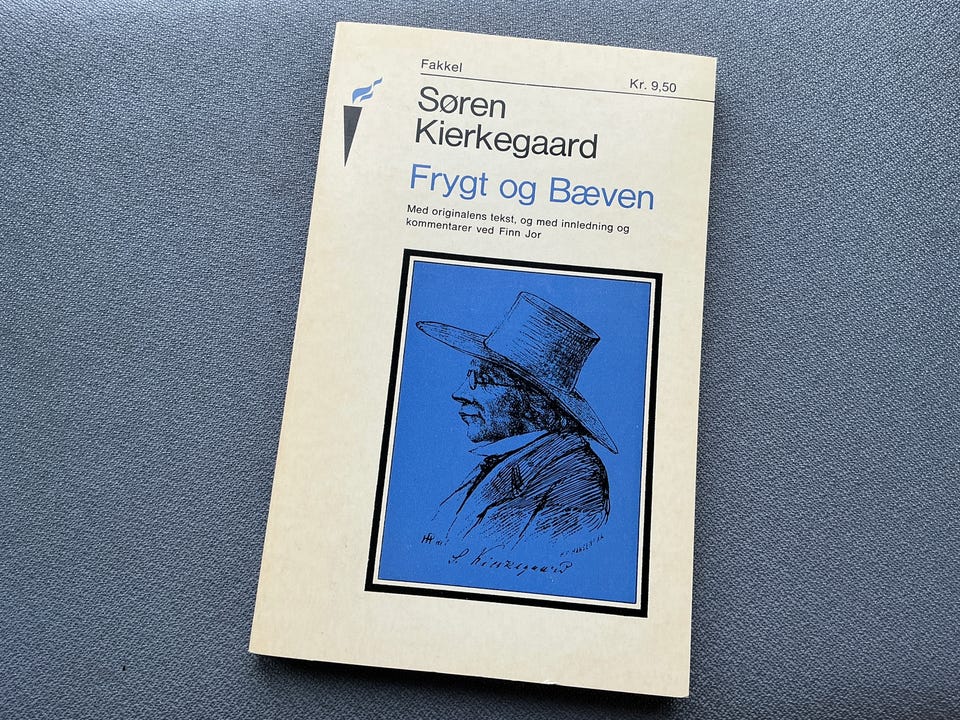 Fakkel
Kr. 9,50
Søren
Kierkegaard
Frygt og Bæven
Med originalens tekst, og med innledning og
kommentarer ved Finn Jor
S. Kierkegaard